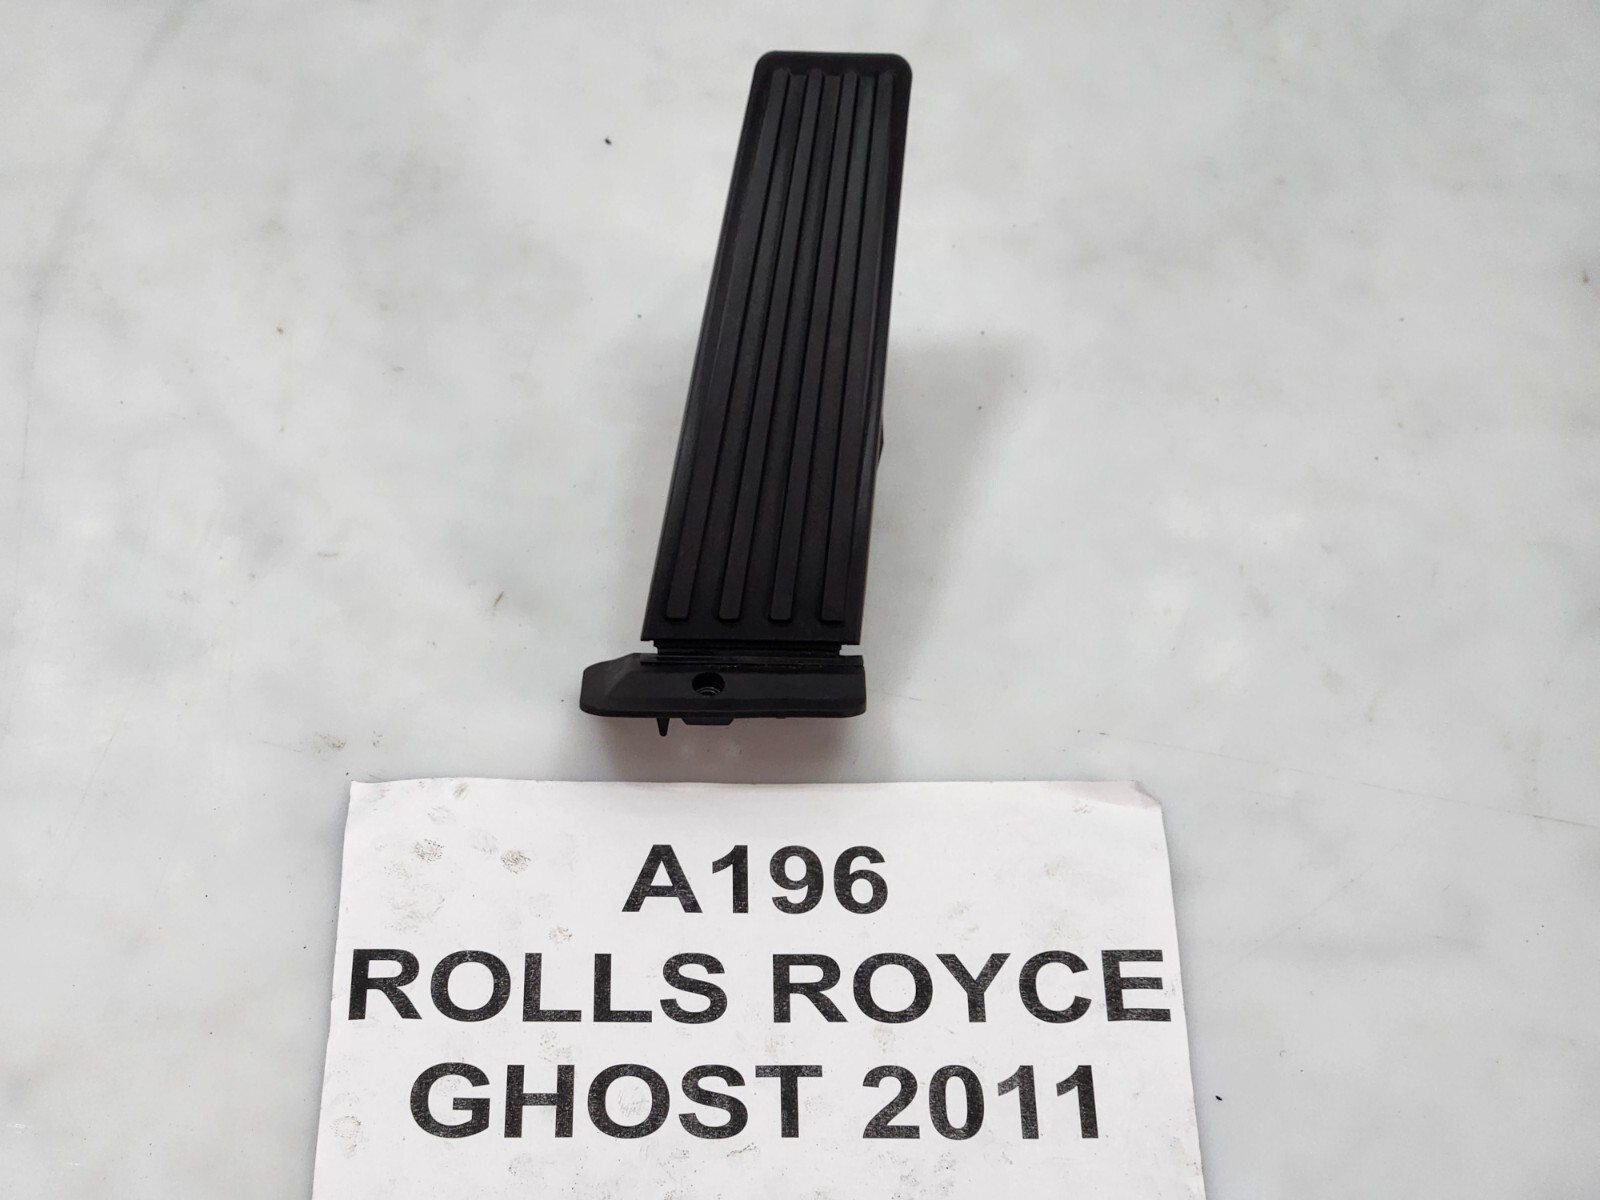 A196
ROLLS ROYCE
GHOST 2011